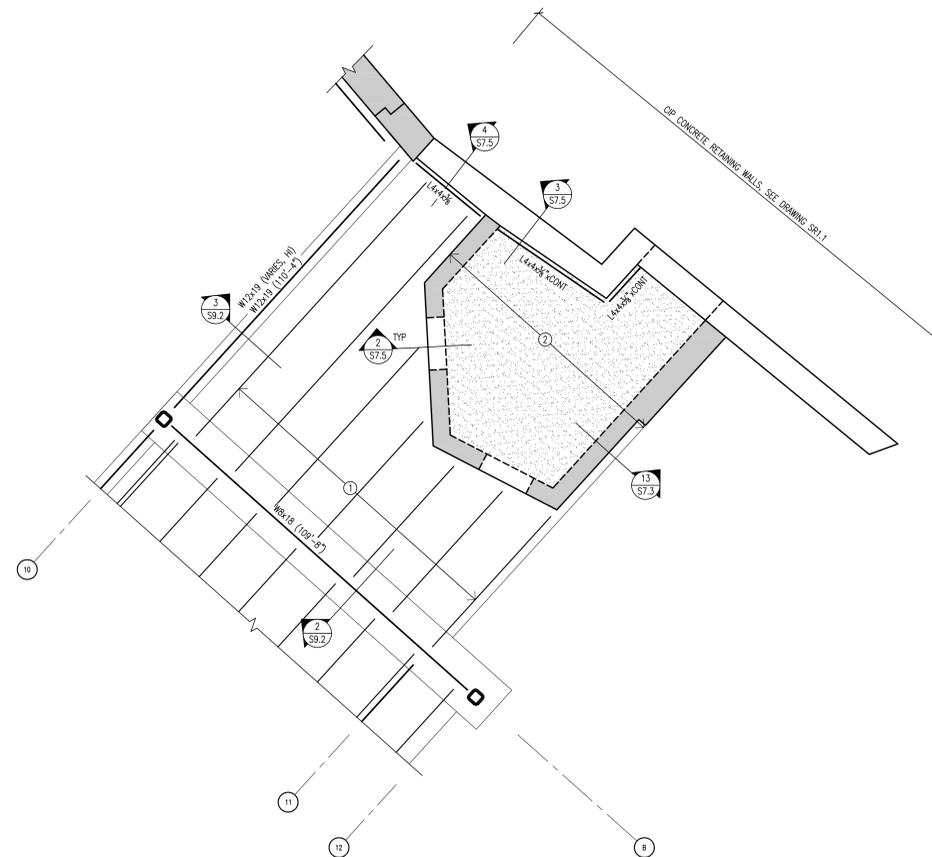 CIP CONCRETE RETAINING WALLS, SEE DRAWING SR1.1
4
S7.5
3
S7.5
L4x4x⅜
L4x4x⅜"xCONT
L4x4x⅜"xCONT
W12x19 (VARIES, HI)
W12x19 (110'-4")
3
S9.2
2
S7.5
TYP
2
13
S7.3
1
W8x18 (109'-8")
10
2
S9.2
11
12
B